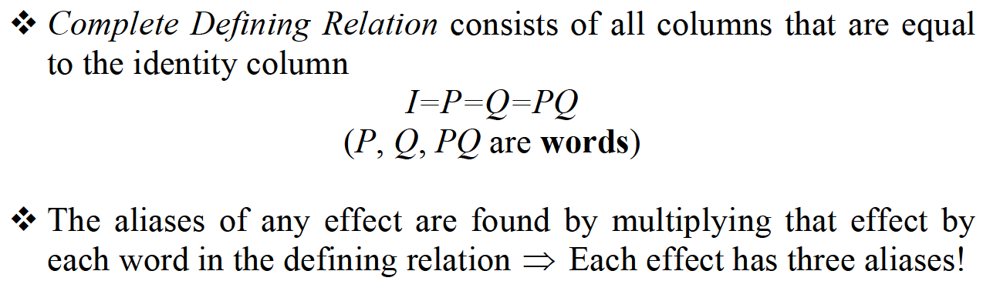 ❖ Complete Defining Relation consists of all columns that are equal
to the identity column
I=P=Q=PQ
(P, Q, PQ are words)
❖ The aliases of any effect are found by multiplying that effect by
each word in the defining relation ⇒ Each effect has three aliases!